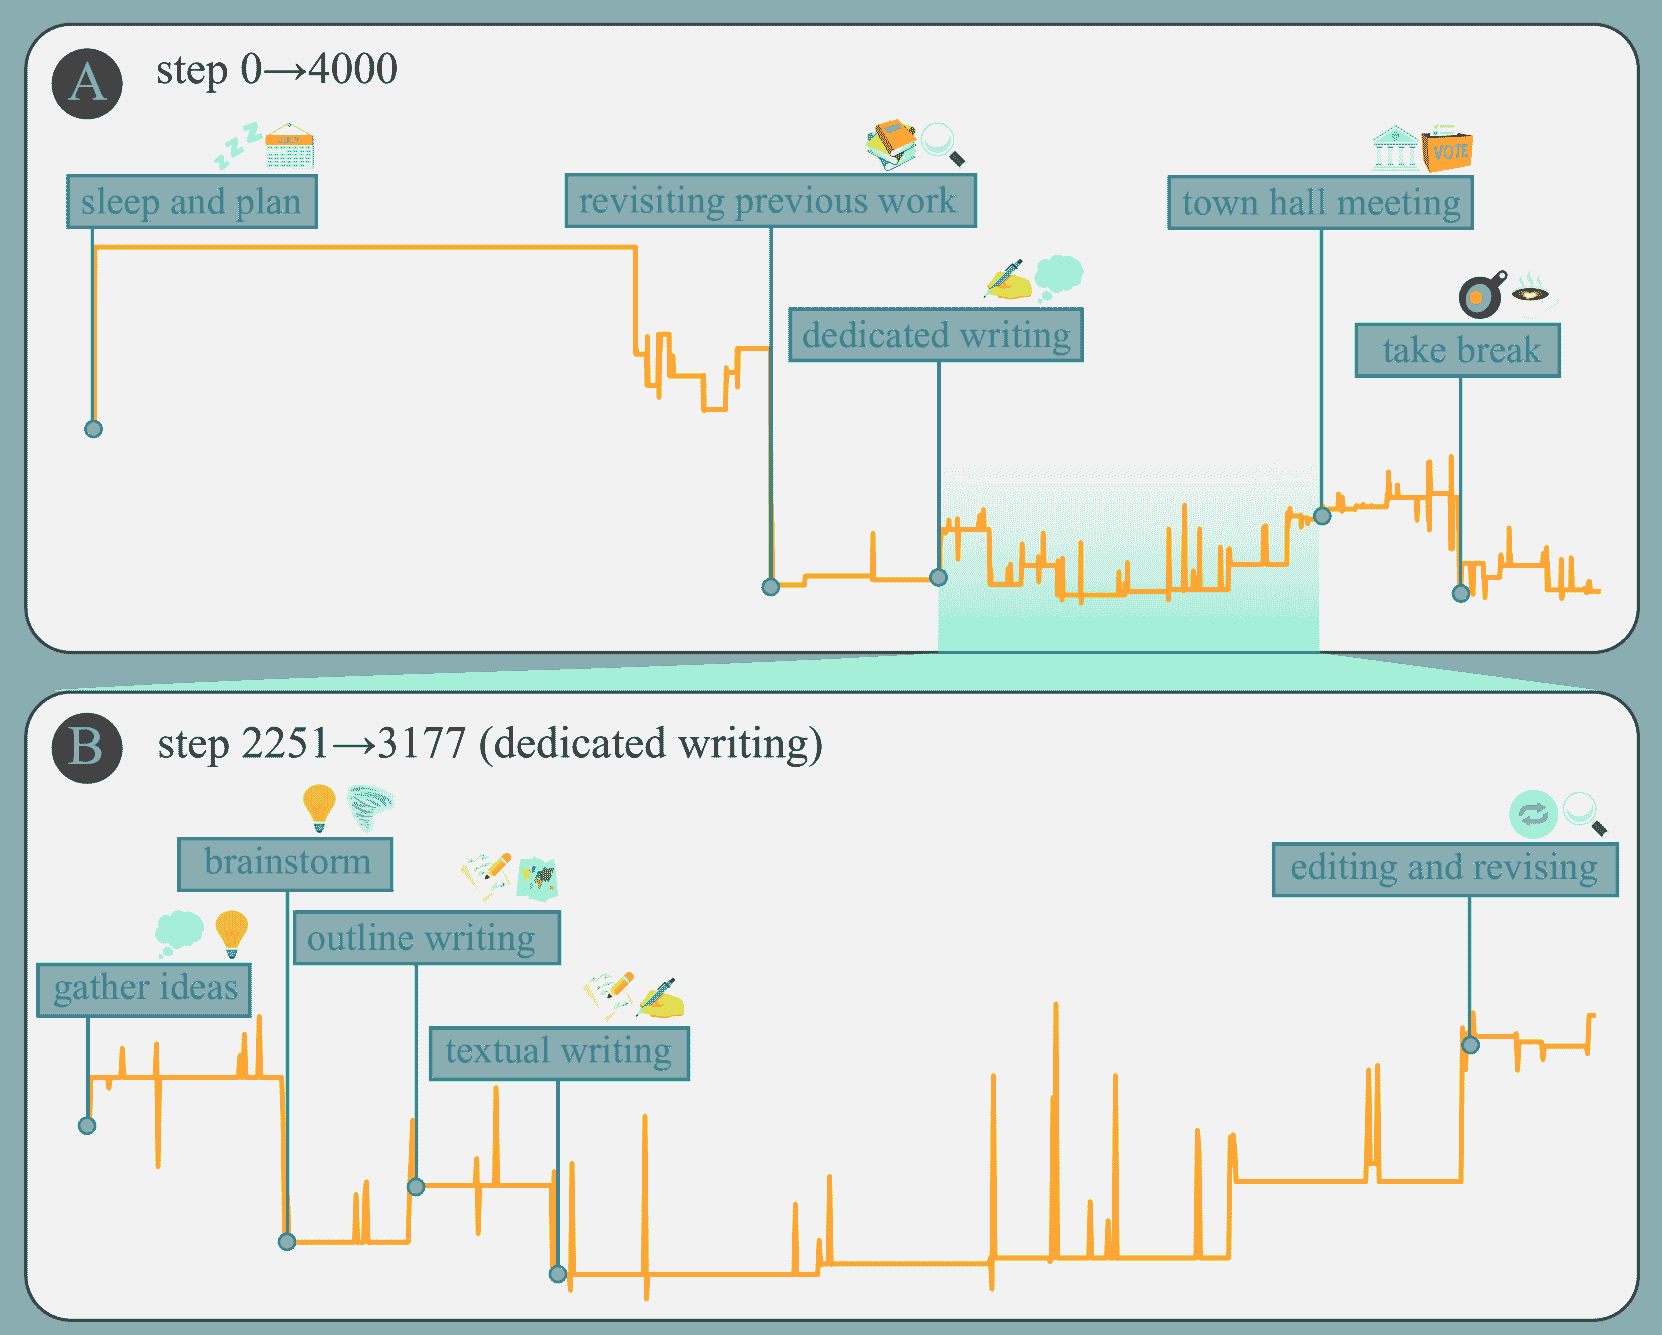 A
step 0→4000
JULY
VOTE
sleep and plan
revisiting previous work
town hall meeting
dedicated writing
take break
B
step 2251→3177 (dedicated writing)
brainstorm
editing and revising
outline writing
gather ideas
textual writing